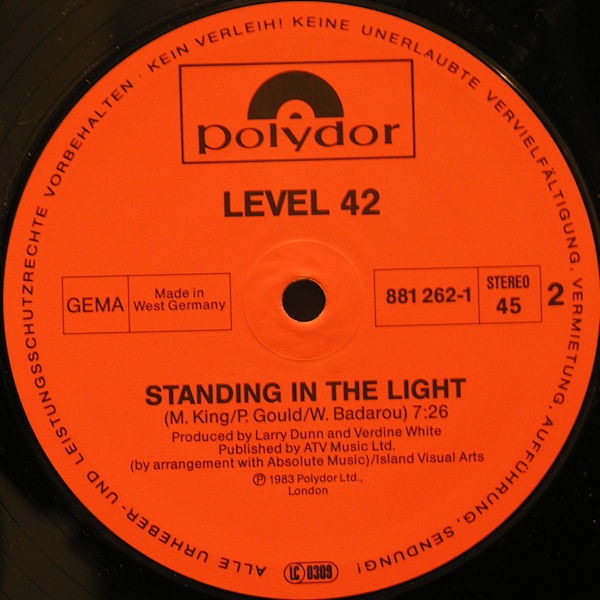 ALLE URHEBER- UND LEISTUNGSSCHUTZRECHTE VORBEHALTEN · KEIN VERLEIH! KEINE UNERLAUBTE VERVIELFÄLTIGUNG, VERMIETUNG, AUFFÜHRUNG, SENDUNG!
polydor
LEVEL 42
GEMA
Made in
West Germany
881 262-1
STEREO
45
2
STANDING IN THE LIGHT
(M. King/P. Gould/W. Badarou) 7:26
Produced by Larry Dunn and Verdine White
Published by ATV Music Ltd.
(by arrangement with Absolute Music)/Island Visual Arts
Ⓟ 1983 Polydor Ltd.,
London
LC 0309